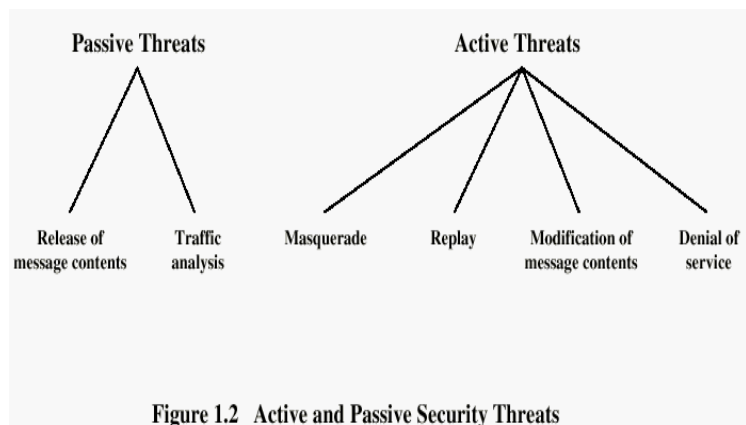 Passive Threats
Active Threats
Release of
message contents
Traffic
analysis
Masquerade
Replay
Modification of
message contents
Denial of
service
Figure 1.2 Active and Passive Security Threats